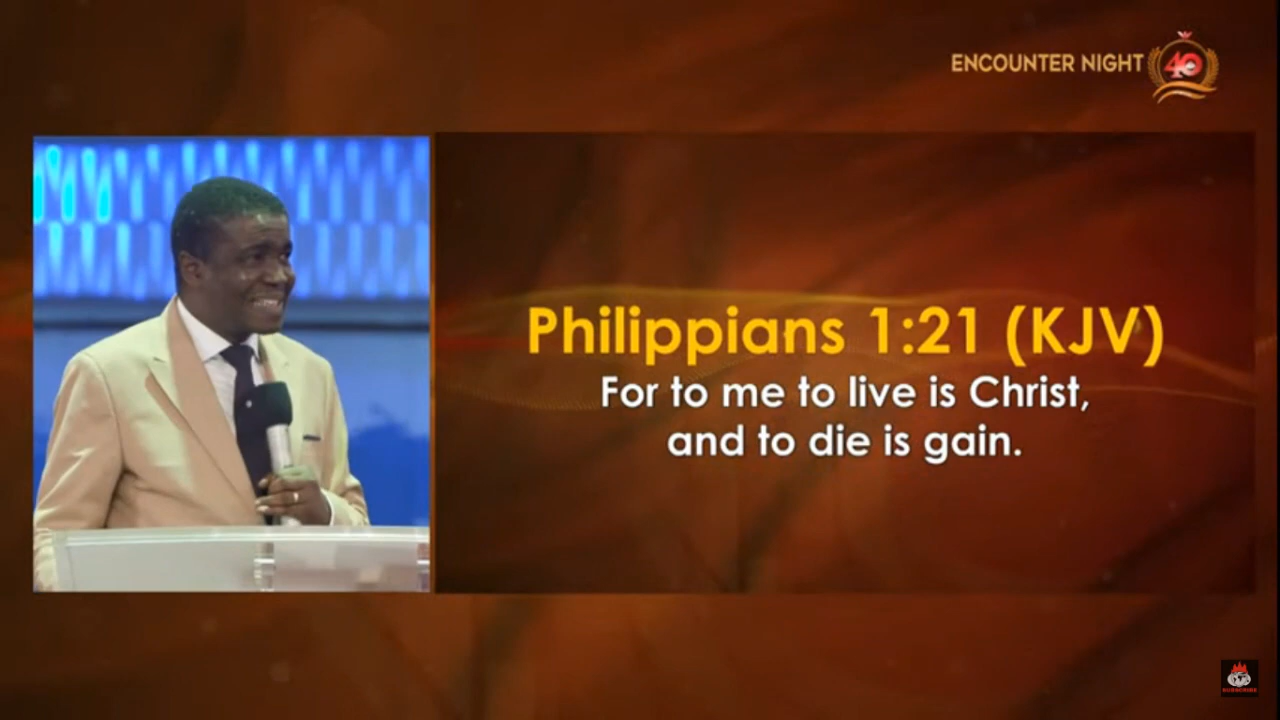 ENCOUNTER NIGHT 40
Philippians 1:21 (KJV)
For to me to live is Christ,
and to die is gain.
SUBSCRIBE